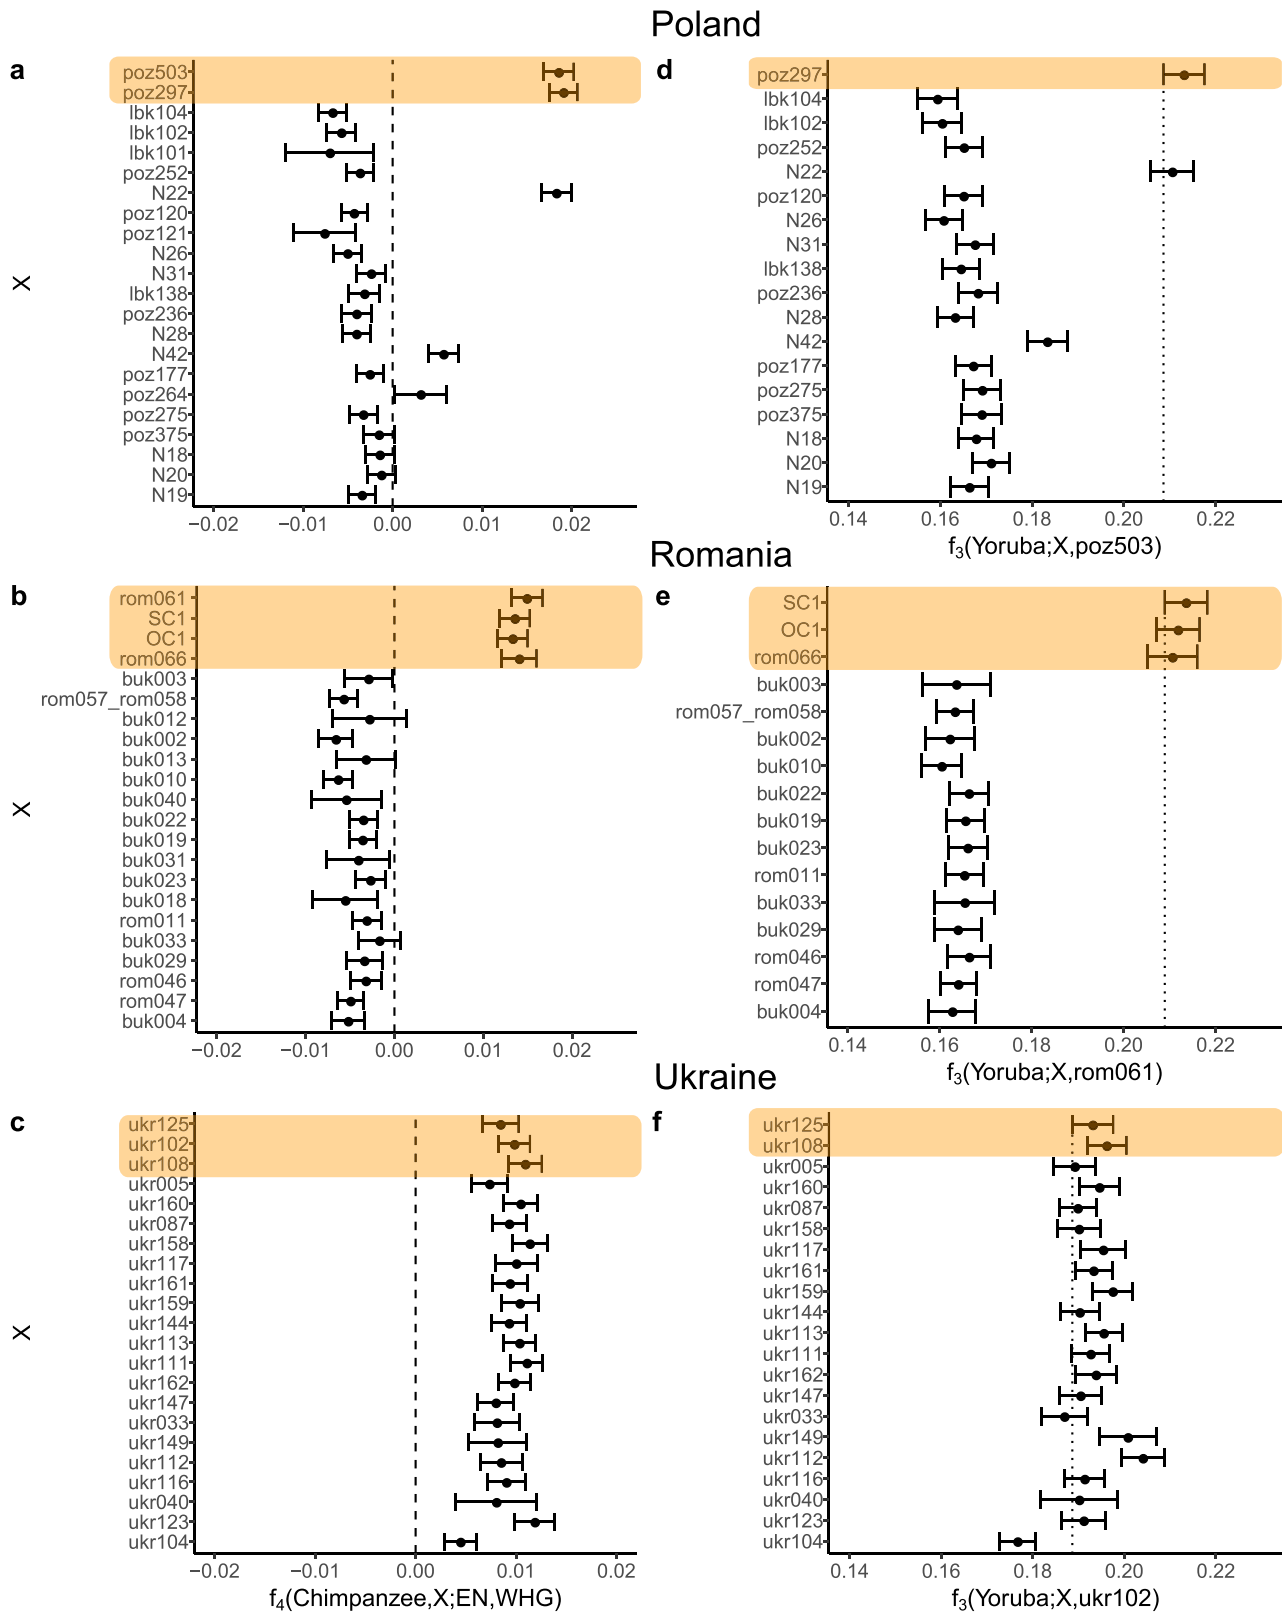 Poland
a
poz503
poz297
lbk104
lbk102
lbk101
poz252
N22
poz120
poz121
N26
N31
lbk138
poz236
N28
N42
poz177
poz264
poz275
poz375
N18
N20
N19
X
−0.02 −0.01 0.00 0.01 0.02
d
poz297
lbk104
lbk102
poz252
N22
poz120
N26
N31
lbk138
poz236
N28
N42
poz177
poz275
poz375
N18
N20
N19
0.14 0.16 0.18 0.20 0.22
f₃(Yoruba;X,poz503)
Romania
b
rom061
SC1
OC1
rom066
buk003
rom057_rom058
buk012
buk002
buk013
buk010
buk040
buk022
buk019
buk031
buk023
buk018
rom011
buk033
buk029
rom046
rom047
buk004
X
−0.02 −0.01 0.00 0.01 0.02
e
SC1
OC1
rom066
buk003
rom057_rom058
buk002
buk010
buk022
buk019
buk023
rom011
buk033
buk029
rom046
rom047
buk004
0.14 0.16 0.18 0.20 0.22
f₃(Yoruba;X,rom061)
Ukraine
c
ukr125
ukr102
ukr108
ukr005
ukr160
ukr087
ukr158
ukr117
ukr161
ukr159
ukr144
ukr113
ukr111
ukr162
ukr147
ukr033
ukr149
ukr112
ukr116
ukr040
ukr123
ukr104
X
−0.02 −0.01 0.00 0.01 0.02
f₄(Chimpanzee,X;EN,WHG)
f
ukr125
ukr108
ukr005
ukr160
ukr087
ukr158
ukr117
ukr161
ukr159
ukr144
ukr113
ukr111
ukr162
ukr147
ukr033
ukr149
ukr112
ukr116
ukr040
ukr123
ukr104
0.14 0.16 0.18 0.20 0.22
f₃(Yoruba;X,ukr102)